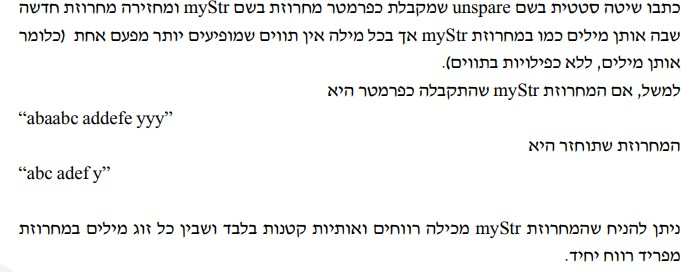 כתבו שיטה סטטית בשם unspare שמקבלת כפרמטר מחרוזת בשם myStr ומחזירה מחרוזת חדשה
שבה אותן מילים כמו במחרוזת myStr אך בכל מילה אין תווים שמופיעים יותר מפעם אחת (כלומר
אותן מילים, ללא כפילויות בתווים).
למשל, אם המחרוזת myStr שהתקבלה כפרמטר היא
“abaabc addefe yyy”
המחרוזת שתוחזר היא
“abc adef y”
ניתן להניח שהמחרוזת myStr מכילה רווחים ואותיות קטנות בלבד ושבין כל זוג מילים במחרוזת
מפריד רווח יחיד.